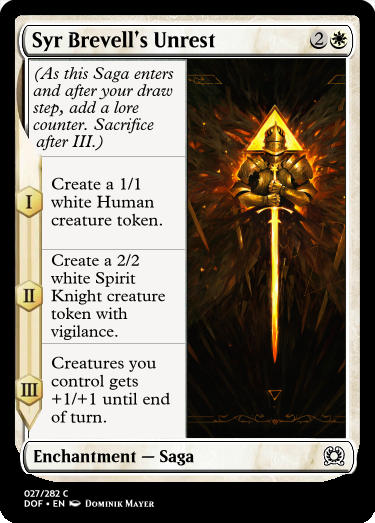 Syr Brevell's Unrest 2
(As this Saga enters
and after your draw
step, add a lore
counter. Sacrifice
after III.)
I
Create a 1/1
white Human
creature token.
II
Create a 2/2
white Spirit
Knight creature
token with
vigilance.
III
Creatures you
control gets
+1/+1 until end
of turn.
Enchantment — Saga
027/282 C
DOF • EN Dominik Mayer